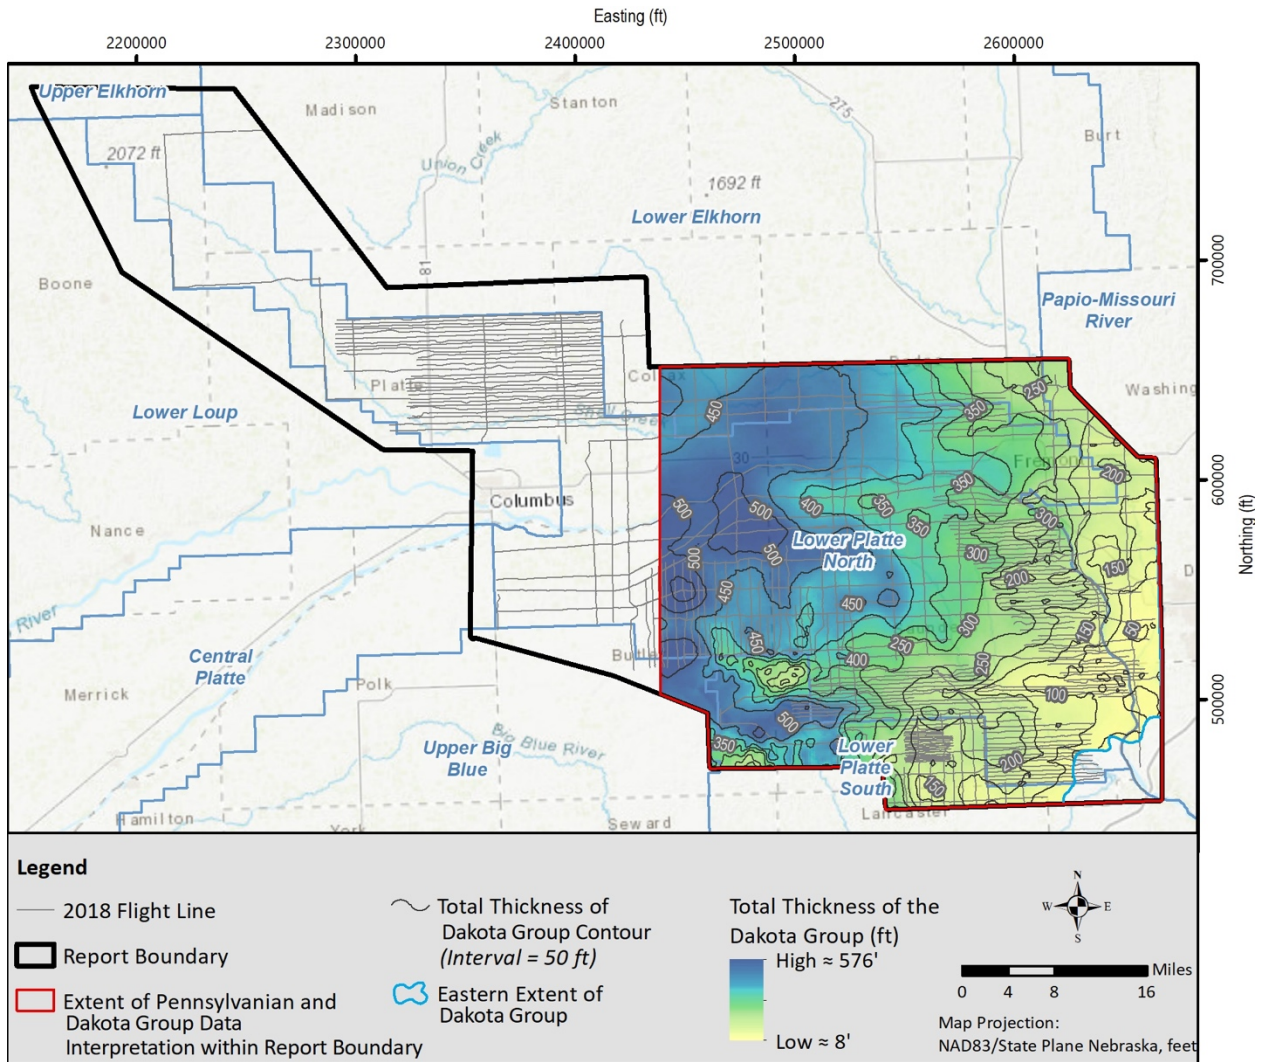 Easting (ft)
2200000
2300000
2400000
2500000
2600000
Upper Elkhorn
Madison
Stanton
275
Burt
2072 ft
Union Creek
1692 ft
Lower Elkhorn
81
700000
Boone
Papio-Missouri
River
Platte
Colfax
250
Washing
Lower Loup
450
350
Shell Creek
30
Fremont
200
600000
Columbus
350
500
500
400
350
350
300
Nance
Lower Platte
North
Northing (ft)
500
500
300
150
D
200
450
450
River
300
150
50
450
250
Central
Platte
Butler
400
250
Merrick
Polk
100
500000
500
Upper Big
Blue
Big Blue River
350
Lower
Platte
South
200
150
Hamilton
York
Seward
Lancaster
Legend
2018 Flight Line
Report Boundary
Extent of Pennsylvanian and
Dakota Group Data
Interpretation within Report Boundary
Total Thickness of
Dakota Group Contour
(Interval = 50 ft)
Eastern Extent of
Dakota Group
Total Thickness of the
Dakota Group (ft)
High ≈ 576'
Low ≈ 8'
N
W
E
S
Miles
0 4 8 16
Map Projection:
NAD83/State Plane Nebraska, feet